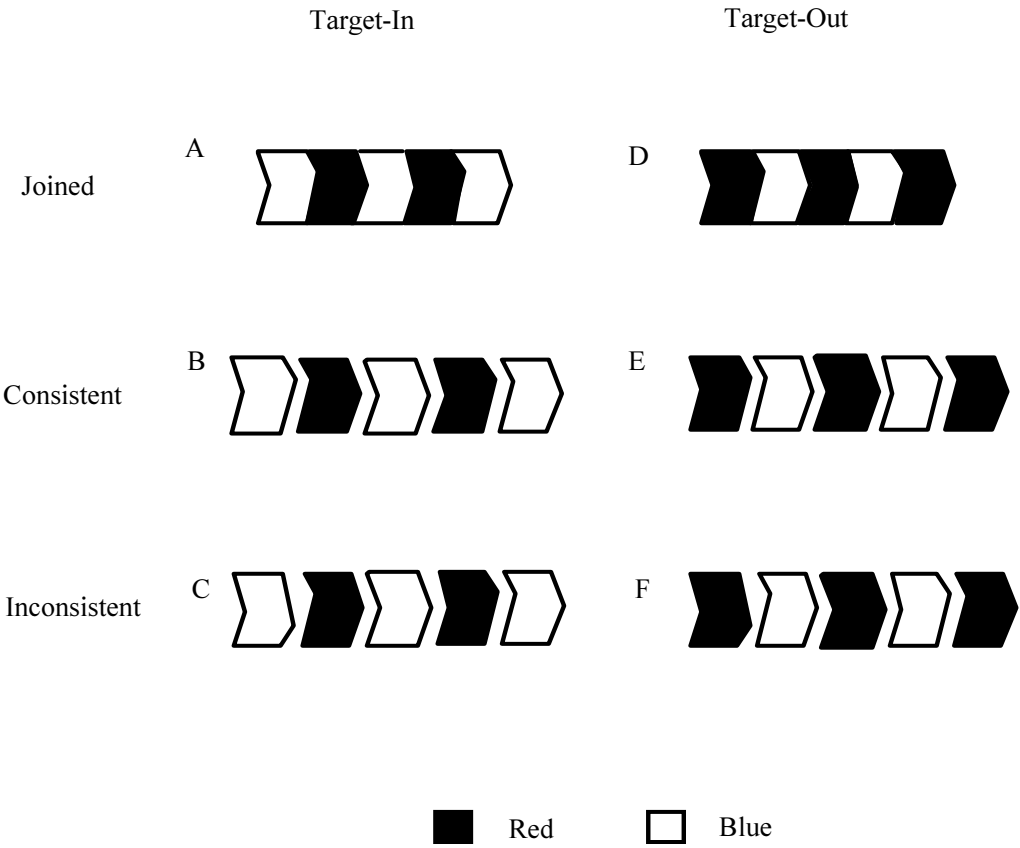 Target-In Target-Out
A D
Joined
B E
Consistent
C F
Inconsistent
Red Blue